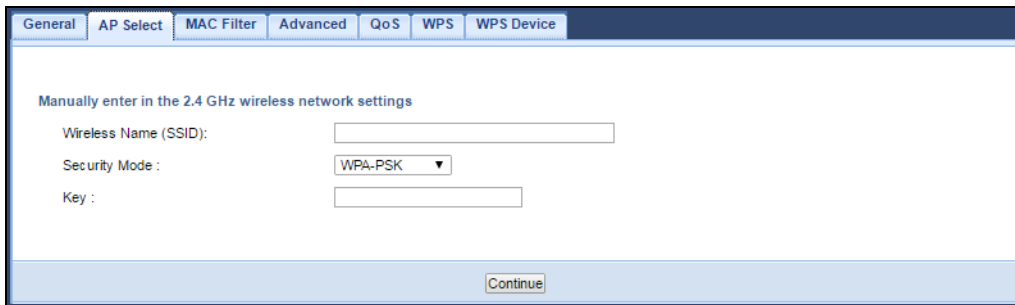 General AP Select MAC Filter Advanced QoS WPS WPS Device
Manually enter in the 2.4 GHz wireless network settings
Wireless Name (SSID):
Security Mode : WPA-PSK
Key :
Continue